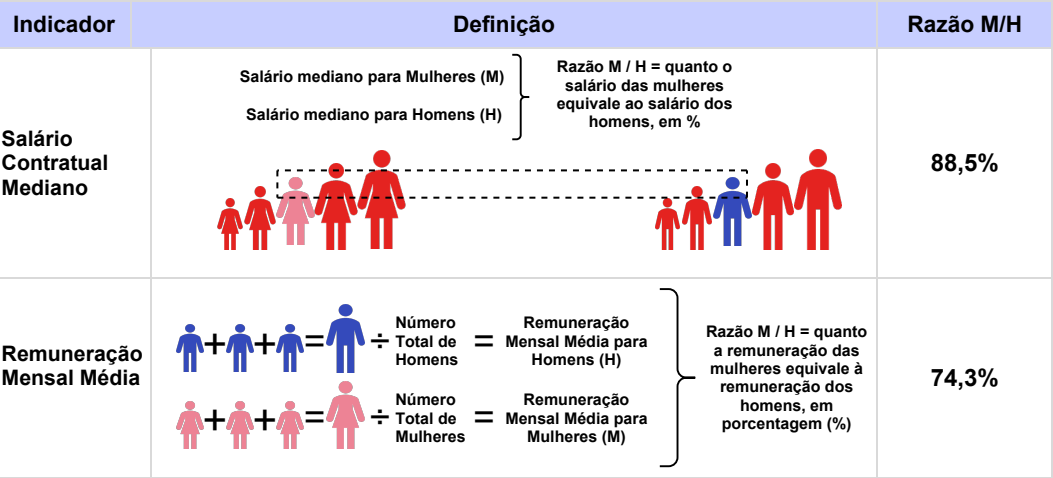 Indicador
Definição
Razão M/H
Salário
Contratual
Mediano
Salário mediano para Mulheres (M)
Salário mediano para Homens (H)
Razão M / H = quanto o
salário das mulheres
equivale ao salário dos
homens, em %
88,5%
Remuneração
Mensal Média
+ + = ÷
Número
Total de
Homens
=
Remuneração
Mensal Média para
Homens (H)
+ + = ÷
Número
Total de
Mulheres
=
Remuneração
Mensal Média para
Mulheres (M)
Razão M / H = quanto
a remuneração das
mulheres equivale à
remuneração dos
homens, em
porcentagem (%)
74,3%